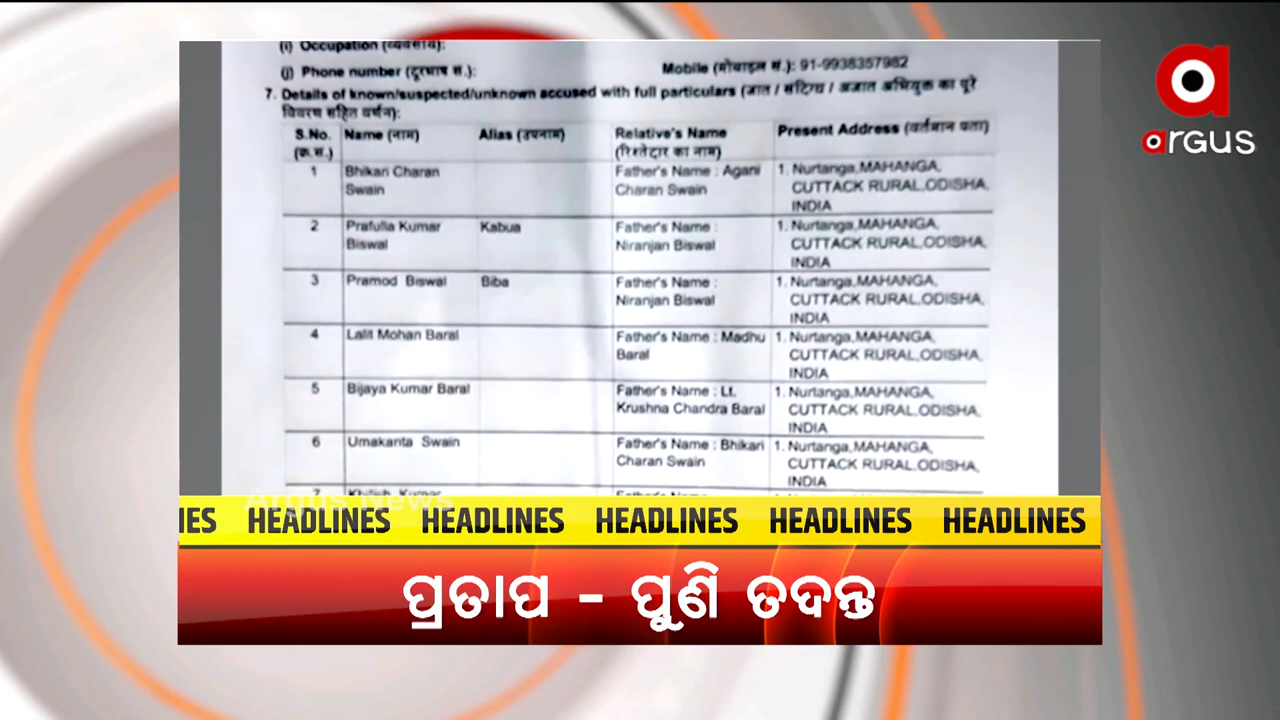 (i) Occupation (व्यवसाय):
(j) Phone number (दूरभाष सं.): Mobile (मोबाइल सं.): 91-9938357982
7. Details of known/suspected/unknown accused with full particulars (ज्ञात / संदिग्ध / अज्ञात अभियुक्त का पूरे
विवरण सहित वर्णन):
S.No. Name (नाम) Alias (उपनाम) Relative's Name Present Address (वर्तमान पता)
(क्र.सं.) (रिश्तेदार का नाम)
1 Bhikari Charan Father's Name : Agani 1. Nurtanga,MAHANGA,
Swain Charan Swain CUTTACK RURAL,ODISHA,
INDIA
2 Prafulla Kumar Kabua Father's Name : 1. Nurtanga,MAHANGA,
Biswal Niranjan Biswal CUTTACK RURAL,ODISHA,
INDIA
3 Pramod Biswal Biba Father's Name : 1. Nurtanga,MAHANGA,
Niranjan Biswal CUTTACK RURAL,ODISHA,
INDIA
4 Lalit Mohan Baral Father's Name : Madhu 1. Nurtanga,MAHANGA,
Baral CUTTACK RURAL,ODISHA,
INDIA
5 Bijaya Kumar Baral Father's Name : Lt. 1. Nurtanga,MAHANGA,
Krushna Chandra Baral CUTTACK RURAL,ODISHA,
INDIA
6 Umakanta Swain Father's Name : Bhikari 1. Nurtanga,MAHANGA,
Charan Swain CUTTACK RURAL,ODISHA,
INDIA
Argus News
HEADLINES HEADLINES HEADLINES HEADLINES HEADLINES
ପ୍ରତାପ - ପୁଣି ତଦନ୍ତ
argus